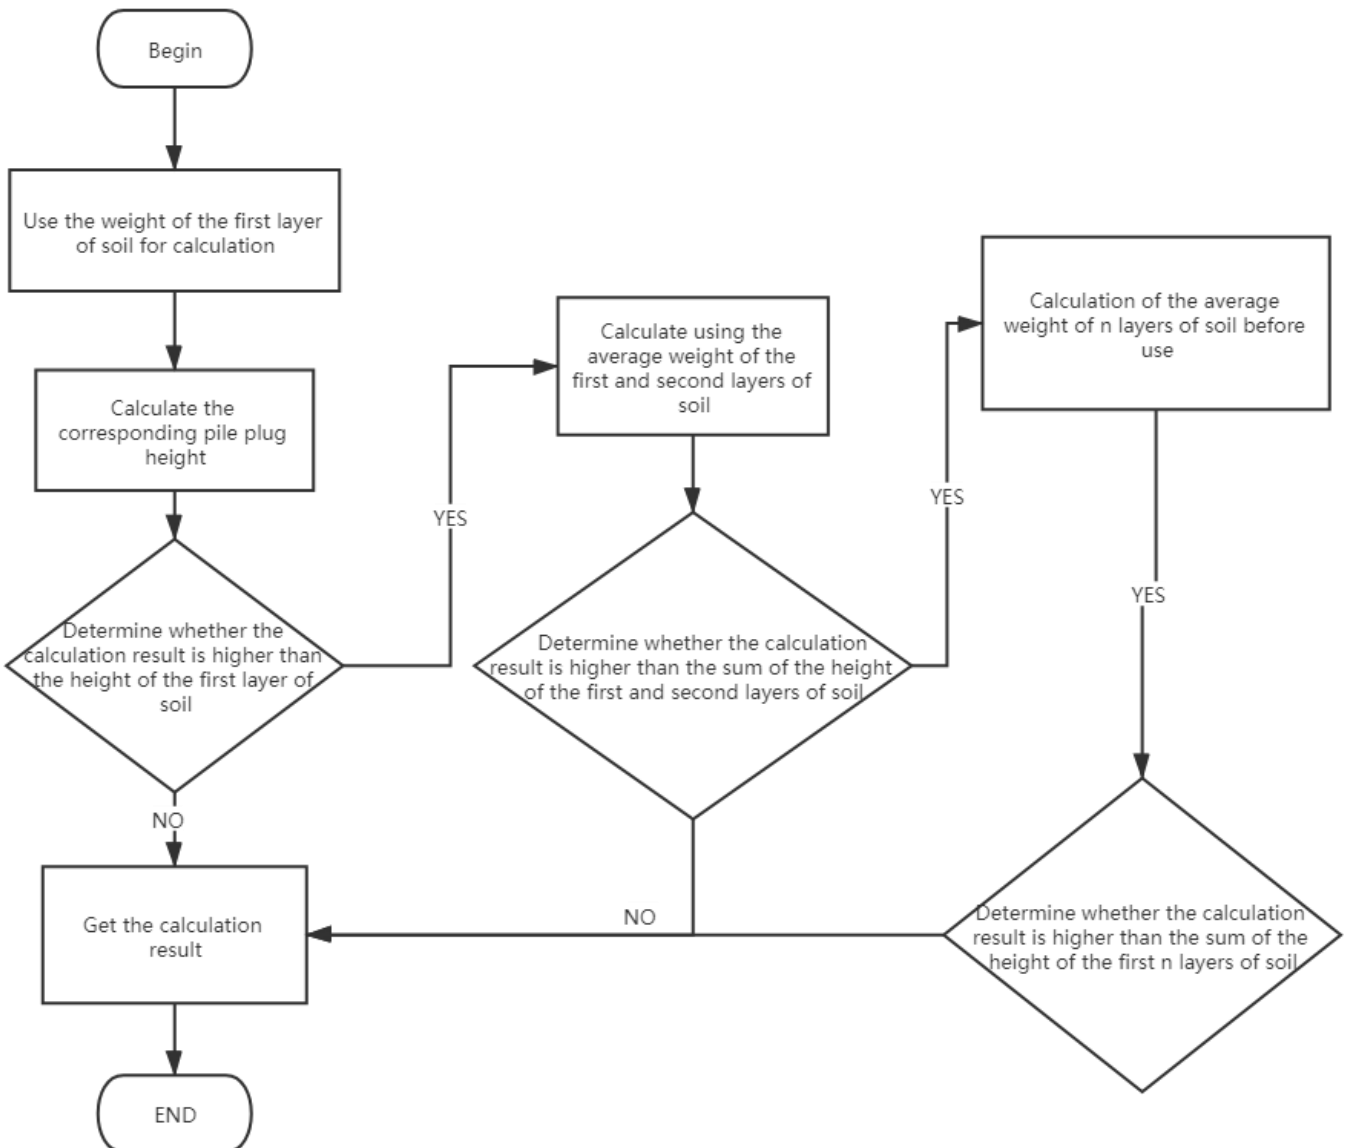 Begin
Use the weight of the first layer
of soil for calculation
Calculate the
corresponding pile plug
height
Determine whether the
calculation result is higher than
the height of the first layer of
soil
NO
Get the calculation
result
END
YES
Calculate using the
average weight of the
first and second layers of
soil
Determine whether the calculation
result is higher than the sum of the height
of the first and second layers of soil
NO
YES
Calculation of the average
weight of n layers of soil before
use
YES
Determine whether the calculation
result is higher than the sum of the
height of the first n layers of soil